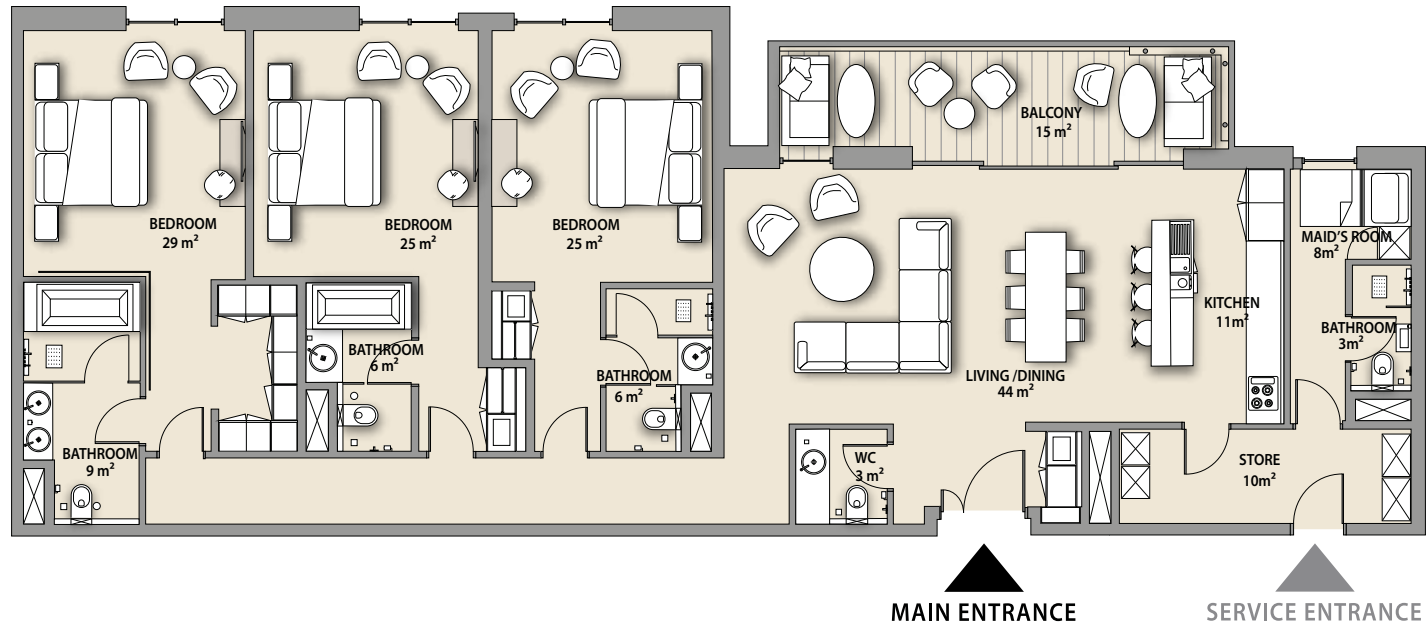 BALCONY
15 m²
BEDROOM
29 m²
BEDROOM
25 m²
BEDROOM
25 m²
MAID'S ROOM
8m²
KITCHEN
11m²
BATHROOM
3m²
BATHROOM
6 m²
BATHROOM
6 m²
LIVING /DINING
44 m²
BATHROOM
9 m²
WC
3 m²
STORE
10m²
MAIN ENTRANCE
SERVICE ENTRANCE